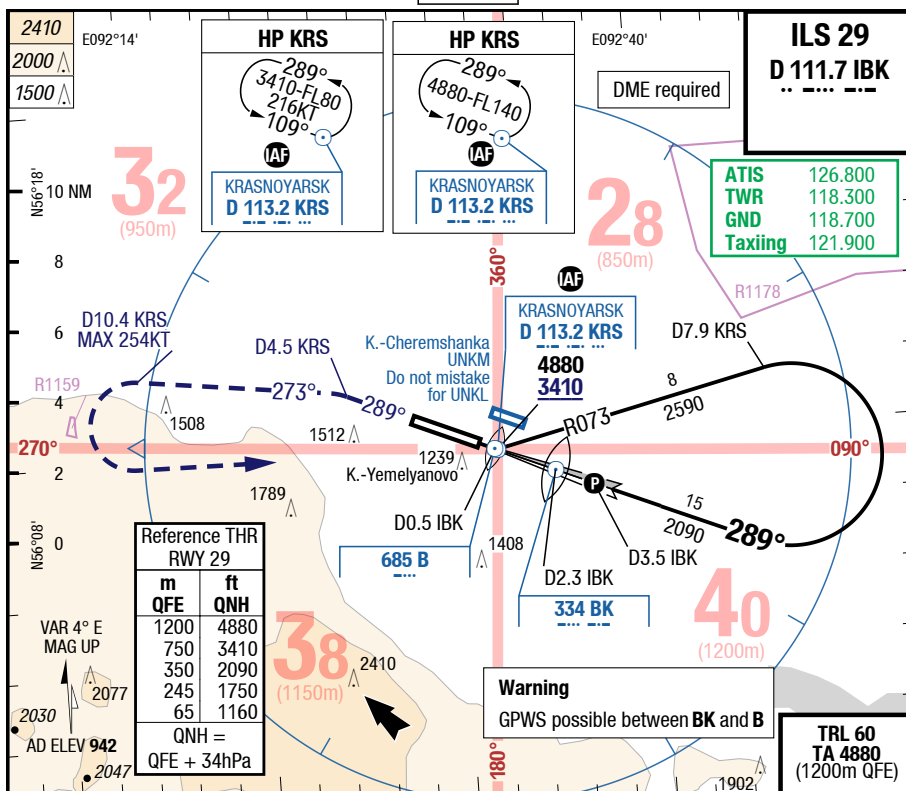 2410
2000
1500
E092°14'
HP KRS
289°
3410-FL80
216KT
109°
IAF
KRASNOYARSK
D 113.2 KRS
HP KRS
289°
4880-FL140
109°
IAF
KRASNOYARSK
D 113.2 KRS
E092°40'
DME required
ILS 29
D 111.7 IBK
ATIS 126.800
TWR 118.300
GND 118.700
Taxiing 121.900
N56°18'
10 NM
8
6
4
2
0
N56°08'
32
(950m)
28
(850m)
360°
IAF
KRASNOYARSK
D 113.2 KRS
R1178
D10.4 KRS
MAX 254KT
D4.5 KRS
K.-Cheremshanka
UNKM
Do not mistake
for UNKL
4880
3410
D7.9 KRS
R1159
273°
289°
8
2590
R073
1508
1512
1239
K.-Yemelyanovo
270°
090°
1789
P
15
2090
289°
D0.5 IBK
685 B
1408
D2.3 IBK
334 BK
D3.5 IBK
Reference THR
RWY 29
m ft
QFE QNH
1200 4880
750 3410
350 2090
245 1750
65 1160
QNH =
QFE + 34hPa
38
(1150m)
2410
40
(1200m)
VAR 4° E
MAG UP
2077
2030
AD ELEV 942
2047
Warning
GPWS possible between BK and B
180°
1902
TRL 60
TA 4880
(1200m QFE)